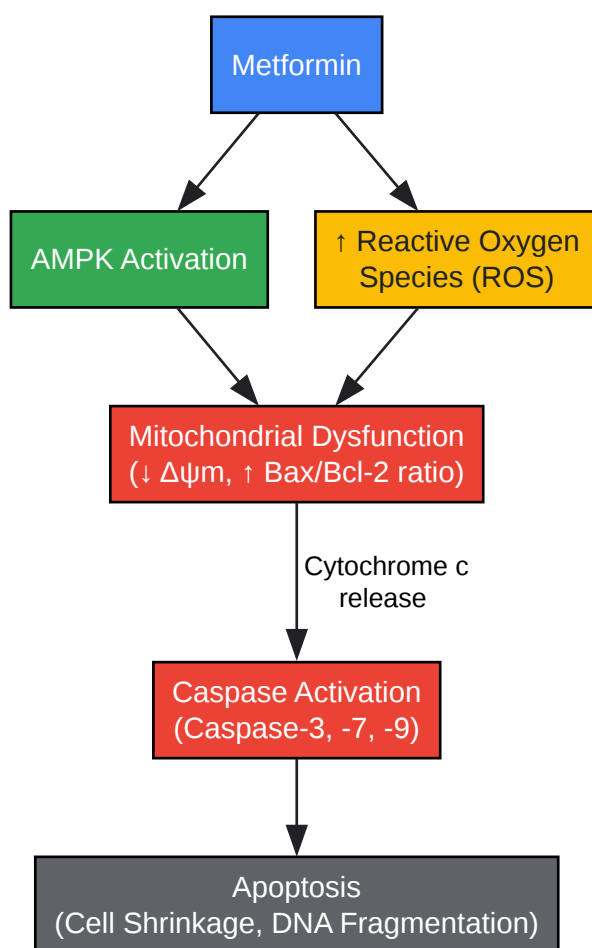 Metformin
AMPK Activation
↑ Reactive Oxygen
Species (ROS)
Mitochondrial Dysfunction
(↓ Δψm, ↑ Bax/Bcl-2 ratio)
Cytochrome c
release
Caspase Activation
(Caspase-3, -7, -9)
Apoptosis
(Cell Shrinkage, DNA Fragmentation)